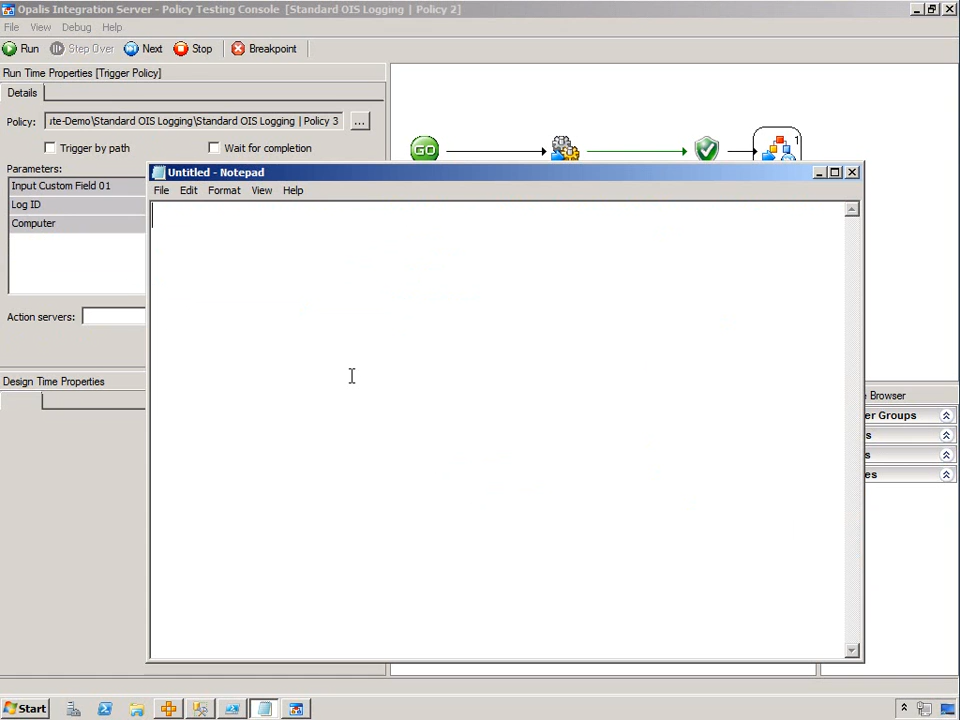 Opalis Integration Server - Policy Testing Console [Standard OIS Logging | Policy 2]
File View Debug Help
Run Step Over Next Stop Breakpoint
Run Time Properties [Trigger Policy]
Details
Policy: ite-Demo\Standard OIS Logging\Standard OIS Logging | Policy 3 ...
Trigger by path Wait for completion
GO 1
Parameters:
Input Custom Field 01
Log ID
Computer
Action servers:
Design Time Properties
Untitled - Notepad
File Edit Format View Help
Browser
er Groups
s
s
es
Start